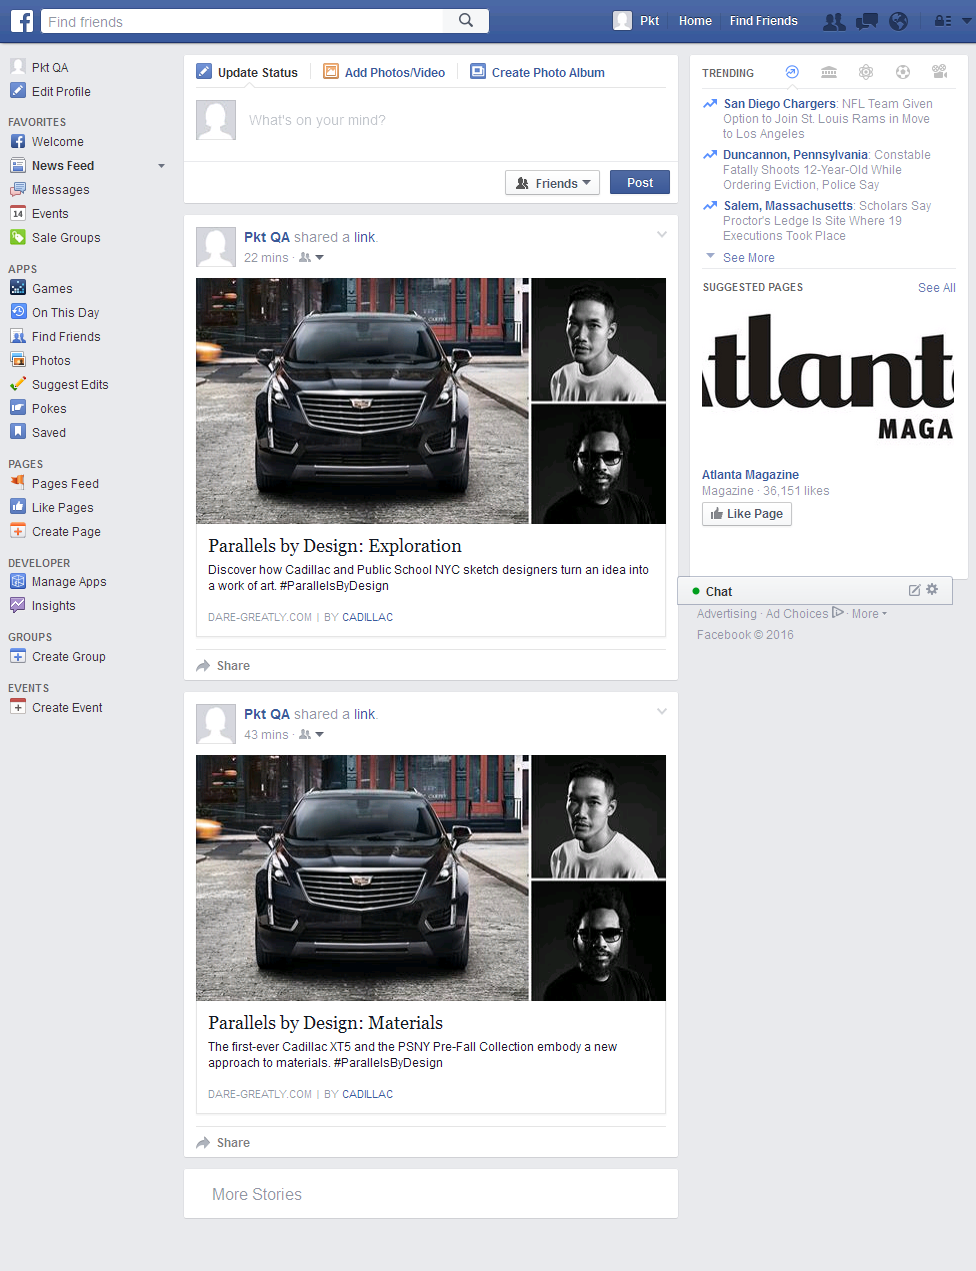 f Find friends Pkt Home Find Friends
Pkt QA
Edit Profile
FAVORITES
Welcome
News Feed
Messages
14 Events
Sale Groups
APPS
Games
On This Day
Find Friends
Photos
Suggest Edits
Pokes
Saved
PAGES
Pages Feed
Like Pages
Create Page
DEVELOPER
Manage Apps
Insights
GROUPS
Create Group
EVENTS
Create Event
Update Status Add Photos/Video Create Photo Album
What's on your mind?
Friends Post
Pkt QA shared a link.
22 mins ·
Parallels by Design: Exploration
Discover how Cadillac and Public School NYC sketch designers turn an idea into
a work of art. #ParallelsByDesign
DARE-GREATLY.COM | BY CADILLAC
Share
Pkt QA shared a link.
43 mins ·
Parallels by Design: Materials
The first-ever Cadillac XT5 and the PSNY Pre-Fall Collection embody a new
approach to materials. #ParallelsByDesign
DARE-GREATLY.COM | BY CADILLAC
Share
More Stories
TRENDING
San Diego Chargers: NFL Team Given
Option to Join St. Louis Rams in Move
to Los Angeles
Duncannon, Pennsylvania: Constable
Fatally Shoots 12-Year-Old While
Ordering Eviction, Police Say
Salem, Massachusetts: Scholars Say
Proctor's Ledge Is Site Where 19
Executions Took Place
See More
SUGGESTED PAGES See All
Atlant
MAGA
Atlanta Magazine
Magazine · 36,151 likes
Like Page
Chat
Advertising · Ad Choices · More
Facebook © 2016